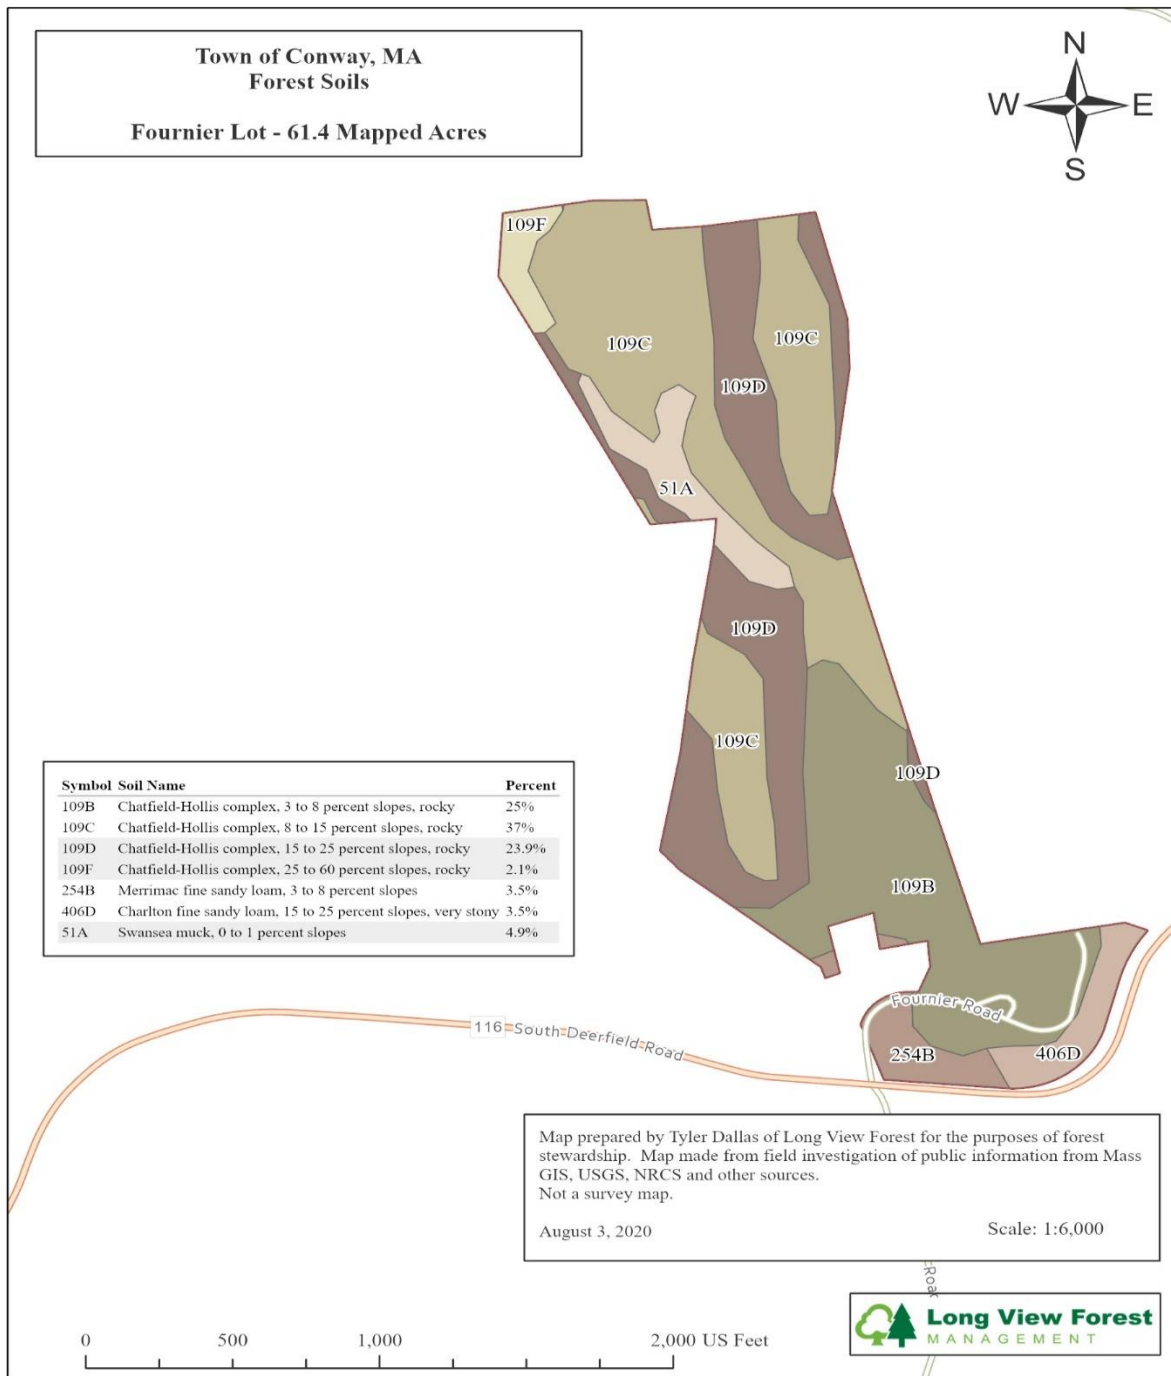 Town of Conway, MA
Forest Soils
Fournier Lot - 61.4 Mapped Acres
N
W E
S
109F
109C
109C
109D
51A
109D
109C
109D
109B
Symbol Soil Name Percent
109B Chatfield-Hollis complex, 3 to 8 percent slopes, rocky 25%
109C Chatfield-Hollis complex, 8 to 15 percent slopes, rocky 37%
109D Chatfield-Hollis complex, 15 to 25 percent slopes, rocky 23.9%
109F Chatfield-Hollis complex, 25 to 60 percent slopes, rocky 2.1%
254B Merrimac fine sandy loam, 3 to 8 percent slopes 3.5%
406D Charlton fine sandy loam, 15 to 25 percent slopes, very stony 3.5%
51A Swansea muck, 0 to 1 percent slopes 4.9%
Fournier Road
116 South Deerfield Road
254B
406D
Map prepared by Tyler Dallas of Long View Forest for the purposes of forest
stewardship. Map made from field investigation of public information from Mass
GIS, USGS, NRCS and other sources.
Not a survey map.
August 3, 2020 Scale: 1:6,000
Long View Forest
MANAGEMENT
0 500 1,000 2,000 US Feet